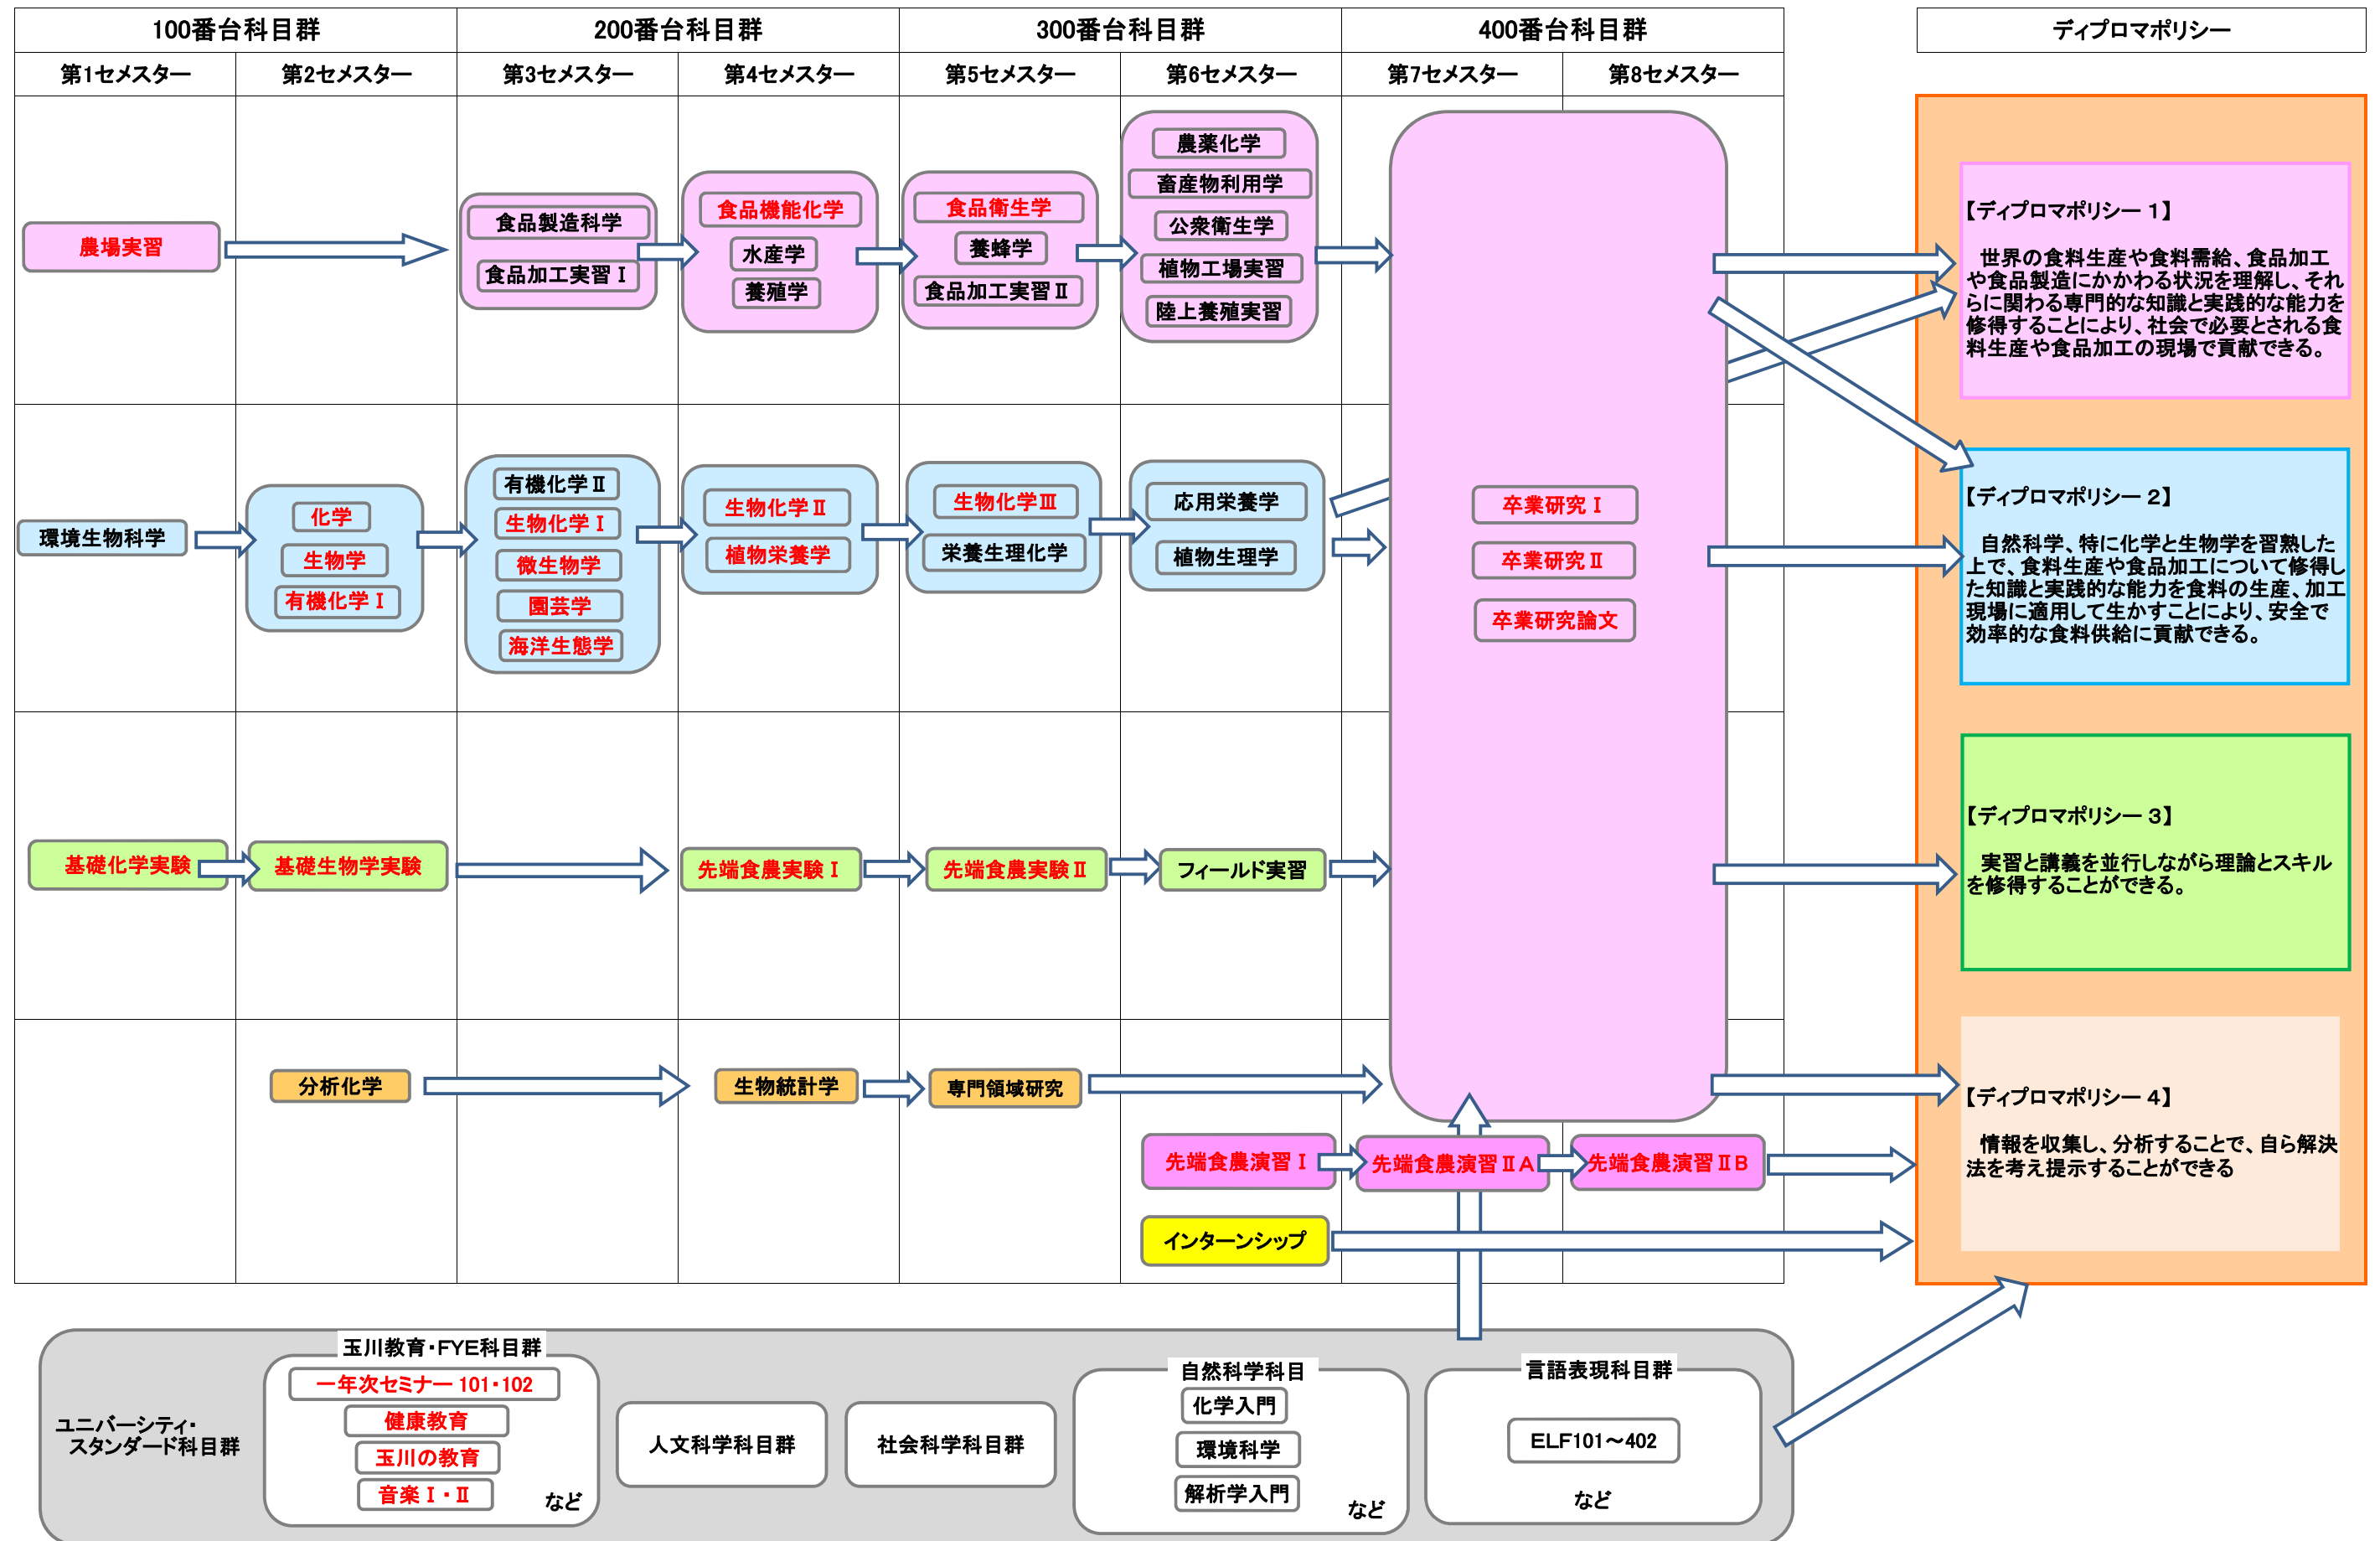 100番台科目群
200番台科目群
300番台科目群
400番台科目群
ディプロマポリシー
第1セメスター
第2セメスター
第3セメスター
第4セメスター
第5セメスター
第6セメスター
第7セメスター
第8セメスター
農場実習
食品製造科学
食品加工実習Ⅰ
食品機能化学
水産学
養殖学
食品衛生学
養蜂学
食品加工実習Ⅱ
農薬化学
畜産物利用学
公衆衛生学
植物工場実習
陸上養殖実習
環境生物科学
化学
生物学
有機化学Ⅰ
有機化学Ⅱ
生物化学Ⅰ
微生物学
園芸学
海洋生態学
生物化学Ⅱ
植物栄養学
生物化学Ⅲ
栄養生理化学
応用栄養学
植物生理学
卒業研究Ⅰ
卒業研究Ⅱ
卒業研究論文
基礎化学実験
基礎生物学実験
先端食農実験Ⅰ
先端食農実験Ⅱ
フィールド実習
分析化学
生物統計学
専門領域研究
先端食農演習Ⅰ
先端食農演習ⅡA
先端食農演習ⅡB
インターンシップ
【ディプロマポリシー1】
世界の食料生産や食料需給、食品加工
や食品製造にかかわる状況を理解し、それ
らに関わる専門的な知識と実践的な能力を
修得することにより、社会で必要とされる食
料生産や食品加工の現場で貢献できる。
【ディプロマポリシー2】
自然科学、特に化学と生物学を習熟した
上で、食料生産や食品加工について修得し
た知識と実践的な能力を食料の生産、加工
現場に適用して生かすことにより、安全で
効率的な食料供給に貢献できる。
【ディプロマポリシー3】
実習と講義を並行しながら理論とスキル
を修得することができる。
【ディプロマポリシー4】
情報を収集し、分析することで、自ら解決
法を考え提示することができる
ユニバーシティ・
スタンダード科目群
玉川教育・FYE科目群
一年次セミナー101・102
健康教育
玉川の教育
音楽Ⅰ・Ⅱ
など
人文科学科目群
社会科学科目群
自然科学科目
化学入門
環境科学
解析学入門
など
言語表現科目群
ELF101～402
など